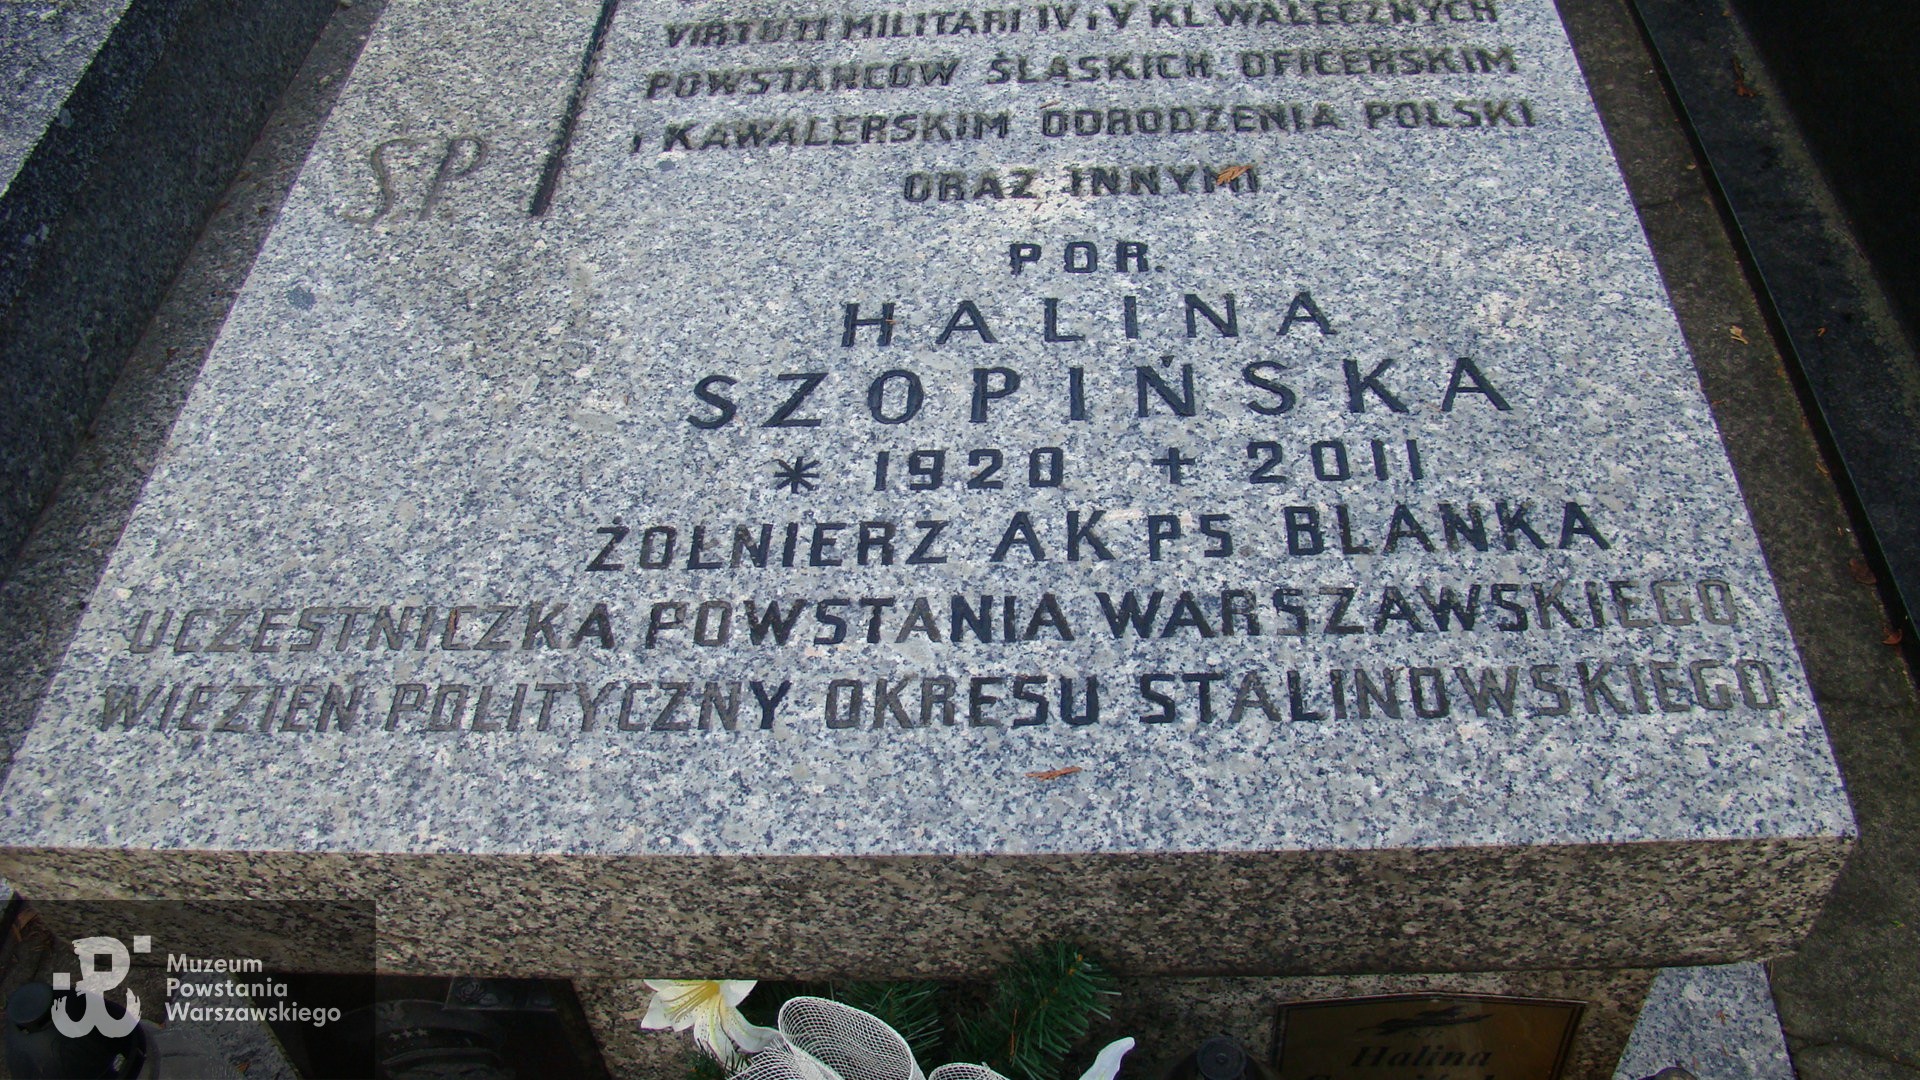 VIRTUTI MILITARI IV i V KL. WALECZNYCH
POWSTAŃCÓW ŚLĄSKICH, OFICERSKIM
I KAWALERSKIM ODRODZENIA POLSKI
ORAZ INNYMI
Ś.P.
POR.
HALINA
SZOPIŃSKA
* 1920 + 2011
ŻOŁNIERZ AK PS. BLANKA
UCZESTNICZKA POWSTANIA WARSZAWSKIEGO
WIĘZIEŃ POLITYCZNY OKRESU STALINOWSKIEGO
Muzeum
Powstania
Warszawskiego
Halina